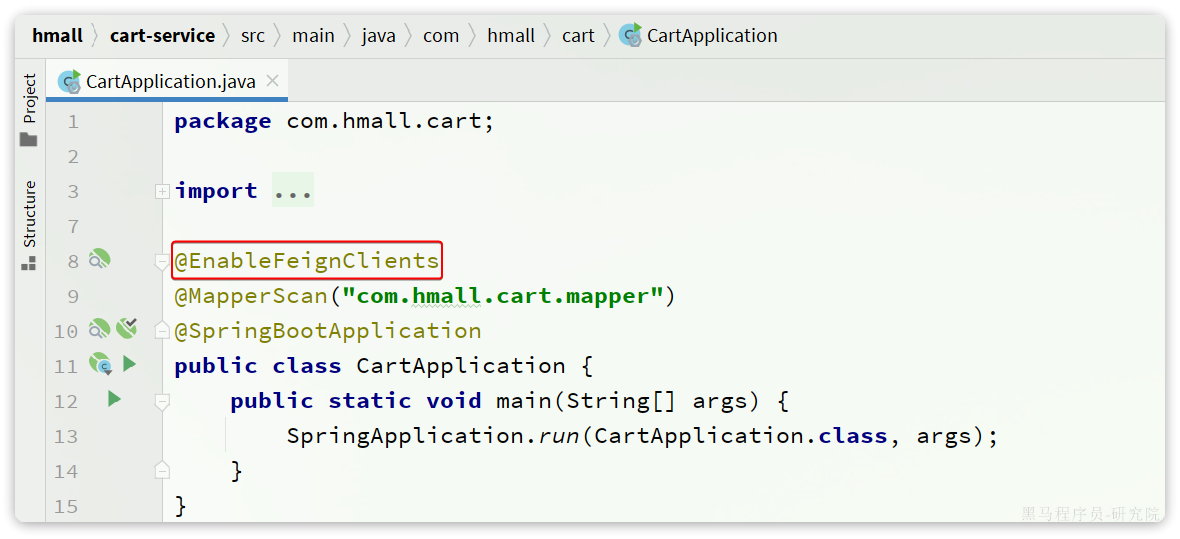 hmall cart-service src main java com hmall cart CartApplication
CartApplication.java
Project
Structure
1 package com.hmall.cart;
2
3 import ...
7
8 @EnableFeignClients
9 @MapperScan("com.hmall.cart.mapper")
10 @SpringBootApplication
11 public class CartApplication {
12 public static void main(String[] args) {
13 SpringApplication.run(CartApplication.class, args);
14 }
15 }
黑马程序员-研究院